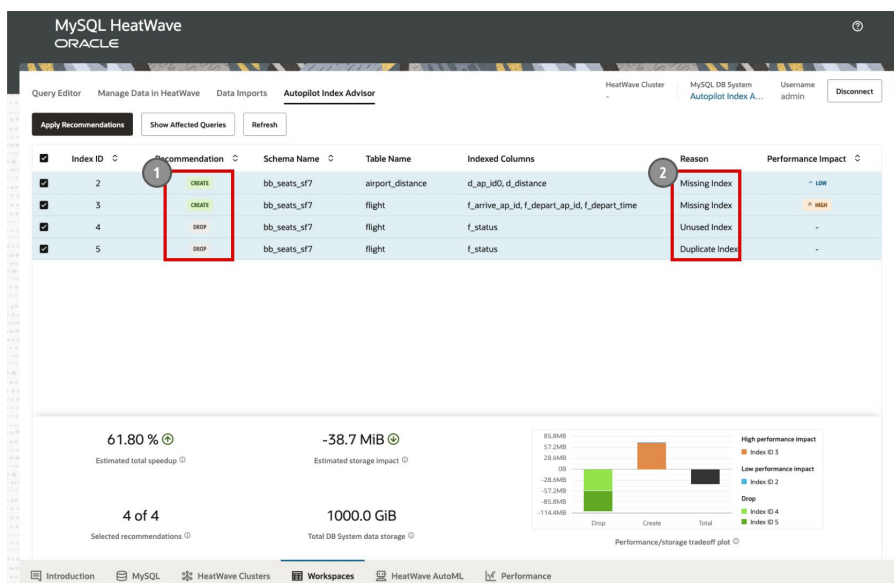 MySQL HeatWave
ORACLE
Query Editor Manage Data in HeatWave Data Imports Autopilot Index Advisor
HeatWave Cluster
-
MySQL DB System
Autopilot Index A...
Username
admin
Disconnect
Apply Recommendations Show Affected Queries Refresh
Index ID Recommendation Schema Name Table Name Indexed Columns Reason Performance Impact
1
2
2 CREATE bb_seats_sf7 airport_distance d_ap_id0, d_distance Missing Index LOW
3 CREATE bb_seats_sf7 flight f_arrive_ap_id, f_depart_ap_id, f_depart_time Missing Index HIGH
4 DROP bb_seats_sf7 flight f_status Unused Index -
5 DROP bb_seats_sf7 flight f_status Duplicate Index -
61.80 %
Estimated total speedup
-38.7 MiB
Estimated storage impact
4 of 4
Selected recommendations
1000.0 GiB
Total DB System data storage
85.8MB
57.2MB
28.6MB
0B
-28.6MB
-57.2MB
-85.8MB
-114.4MB
Drop Create Total
Performance/storage tradeoff plot
High performance impact
Index ID 3
Low performance impact
Index ID 2
Drop
Index ID 4
Index ID 5
Introduction MySQL HeatWave Clusters Workspaces HeatWave AutoML Performance